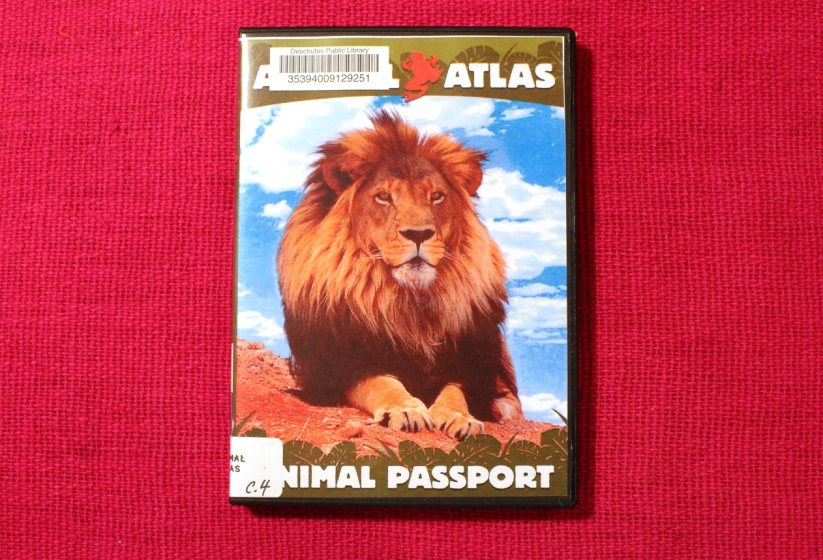 Deschutes Public Library
35394009129251
A L ATLAS
MAL
AS
C.4
NIMAL PASSPORT